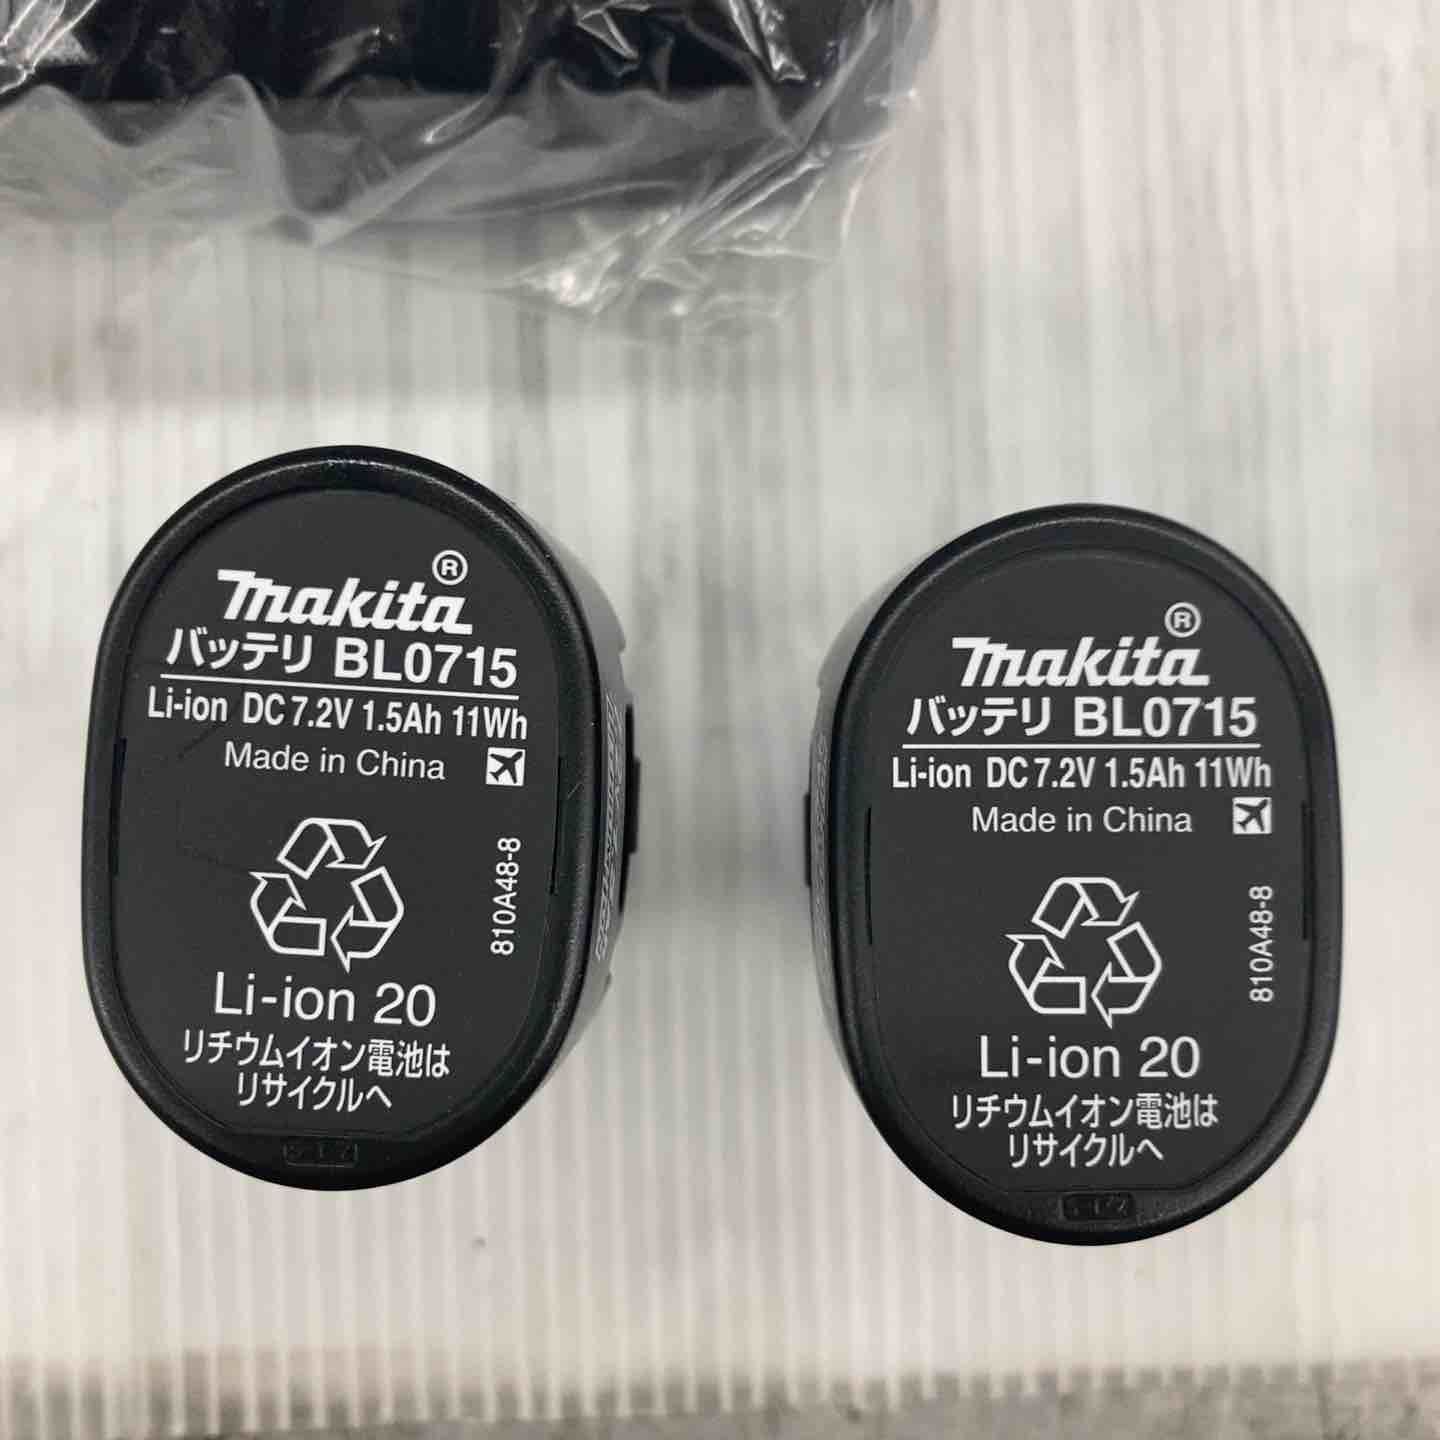 makita®
バッテリ BL0715
Li-ion DC 7.2V 1.5Ah 11Wh
Made in China
810A48-8
Li-ion 20
リチウムイオン電池は
リサイクルへ
makita®
バッテリ BL0715
Li-ion DC 7.2V 1.5Ah 11Wh
Made in China
810A48-8
Li-ion 20
リチウムイオン電池は
リサイクルへ